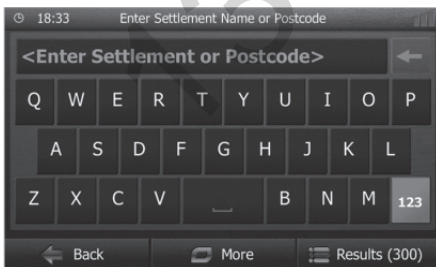 18:33 Enter Settlement Name or Postcode
<Enter Settlement or Postcode>
Q W E R T Y U I O P
A S D F G H J K L
Z X C V B N M 123
Back More Results (300)